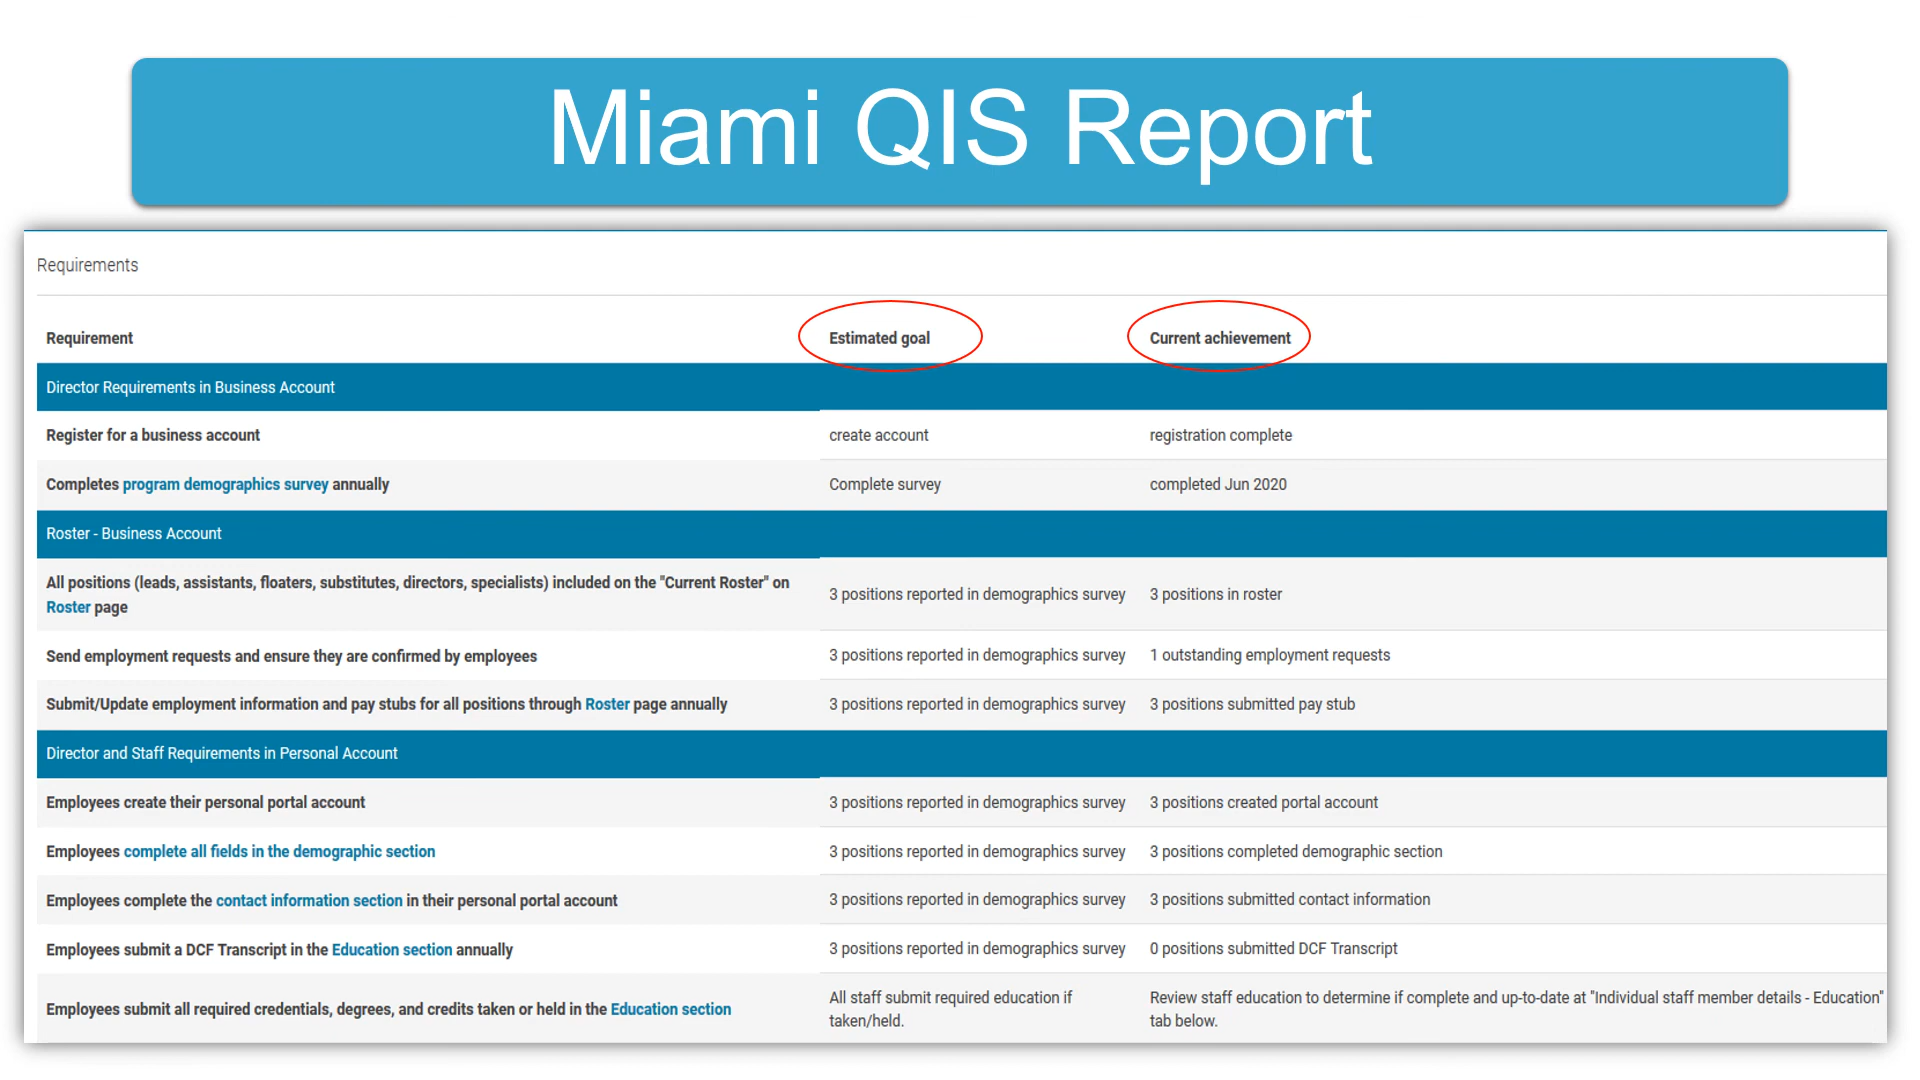 Miami QIS Report
Requirements
Requirement Estimated goal Current achievement
Director Requirements in Business Account
Register for a business account create account registration complete
Completes program demographics survey annually Complete survey completed Jun 2020
Roster - Business Account
All positions (leads, assistants, floaters, substitutes, directors, specialists) included on the "Current Roster" on
Roster page
3 positions reported in demographics survey 3 positions in roster
Send employment requests and ensure they are confirmed by employees 3 positions reported in demographics survey 1 outstanding employment requests
Submit/Update employment information and pay stubs for all positions through Roster page annually 3 positions reported in demographics survey 3 positions submitted pay stub
Director and Staff Requirements in Personal Account
Employees create their personal portal account 3 positions reported in demographics survey 3 positions created portal account
Employees complete all fields in the demographic section 3 positions reported in demographics survey 3 positions completed demographic section
Employees complete the contact information section in their personal portal account 3 positions reported in demographics survey 3 positions submitted contact information
Employees submit a DCF Transcript in the Education section annually 3 positions reported in demographics survey 0 positions submitted DCF Transcript
Employees submit all required credentials, degrees, and credits taken or held in the Education section
All staff submit required education if
taken/held.
Review staff education to determine if complete and up-to-date at "Individual staff member details - Education"
tab below.